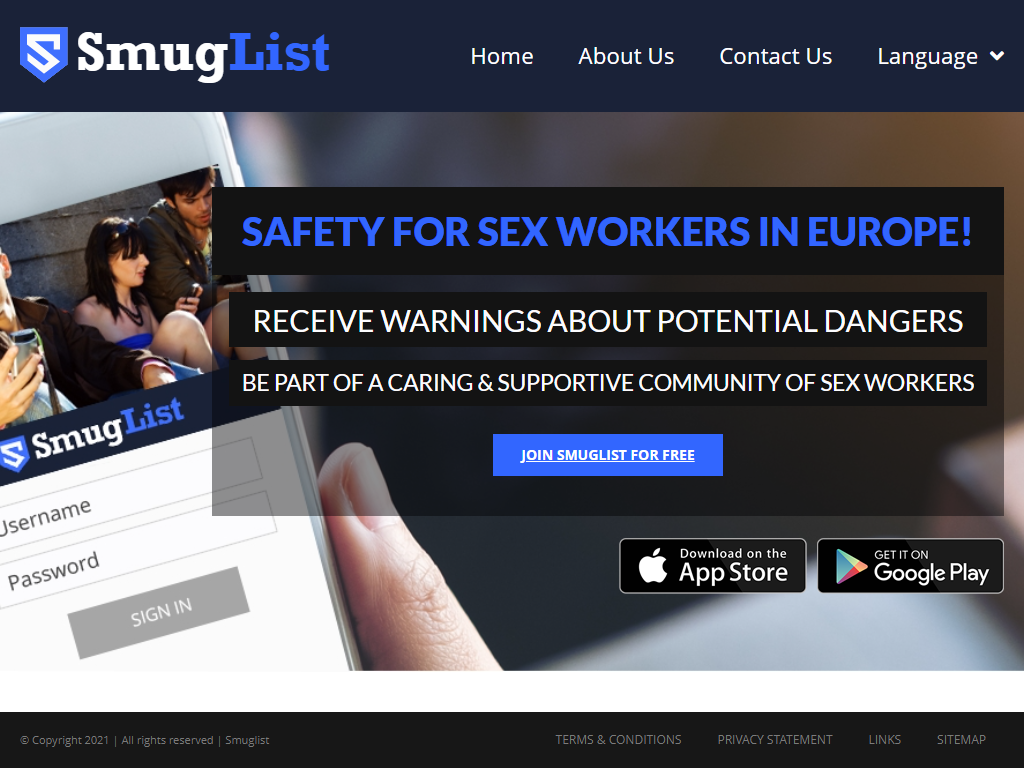 SmugList
Home
About Us
Contact Us
Language
SAFETY FOR SEX WORKERS IN EUROPE!
RECEIVE WARNINGS ABOUT POTENTIAL DANGERS
BE PART OF A CARING & SUPPORTIVE COMMUNITY OF SEX WORKERS
JOIN SMUGLIST FOR FREE
SmugList
Username
Password
SIGN IN
Download on the
App Store
GET IT ON
Google Play
© Copyright 2021 | All rights reserved | Smuglist
TERMS & CONDITIONS
PRIVACY STATEMENT
LINKS
SITEMAP